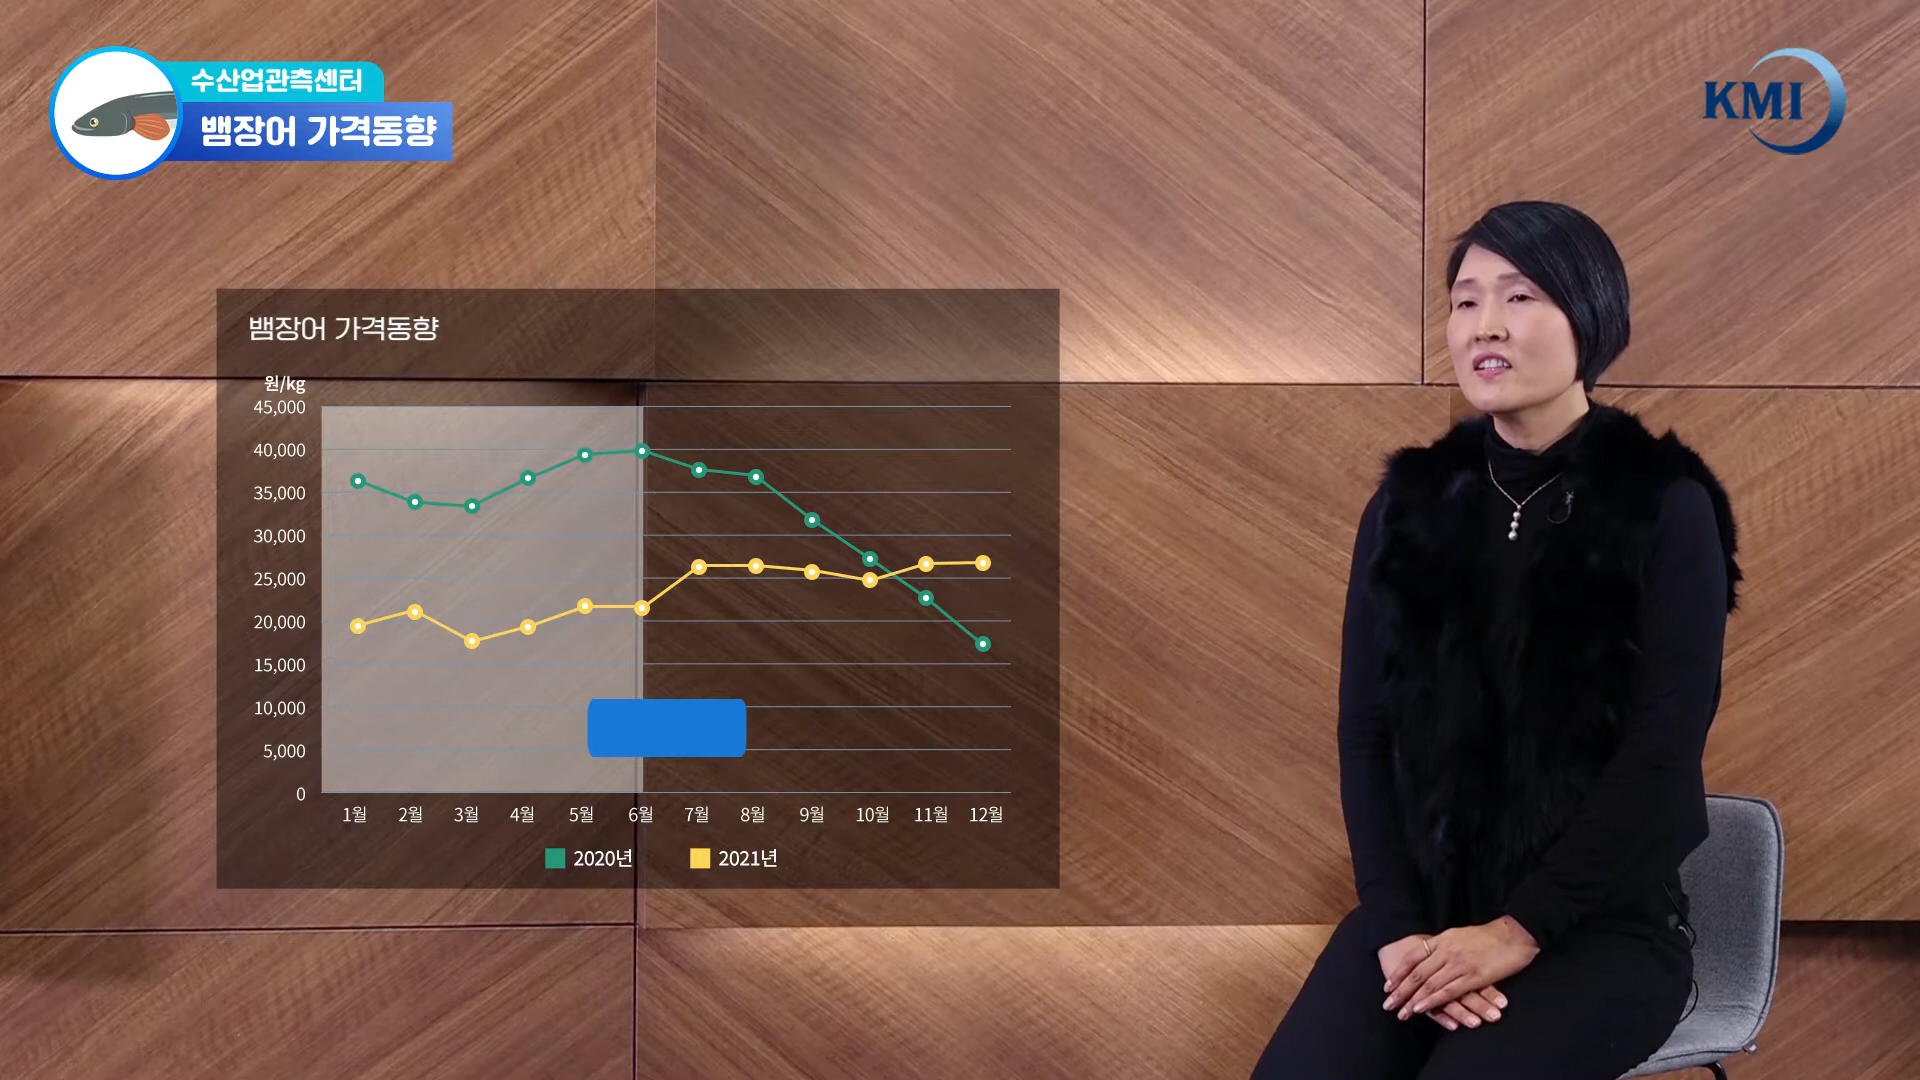 수산업관측센터
뱀장어 가격동향
KMI
뱀장어 가격동향
원/kg
45,000
40,000
35,000
30,000
25,000
20,000
15,000
10,000
5,000
0
1월 2월 3월 4월 5월 6월 7월 8월 9월 10월 11월 12월
2020년 2021년